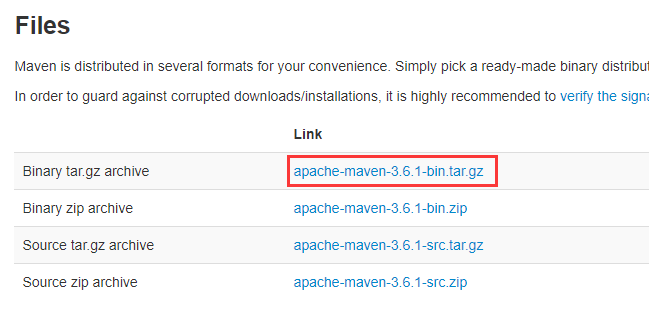 Files
Maven is distributed in several formats for your convenience. Simply pick a ready-made binary
In order to guard against corrupted downloads/installations, it is highly recommended to verify the
Link
Binary tar.gz archive apache-maven-3.6.1-bin.tar.gz
Binary zip archive apache-maven-3.6.1-bin.zip
Source tar.gz archive apache-maven-3.6.1-src.tar.gz
Source zip archive apache-maven-3.6.1-src.zip